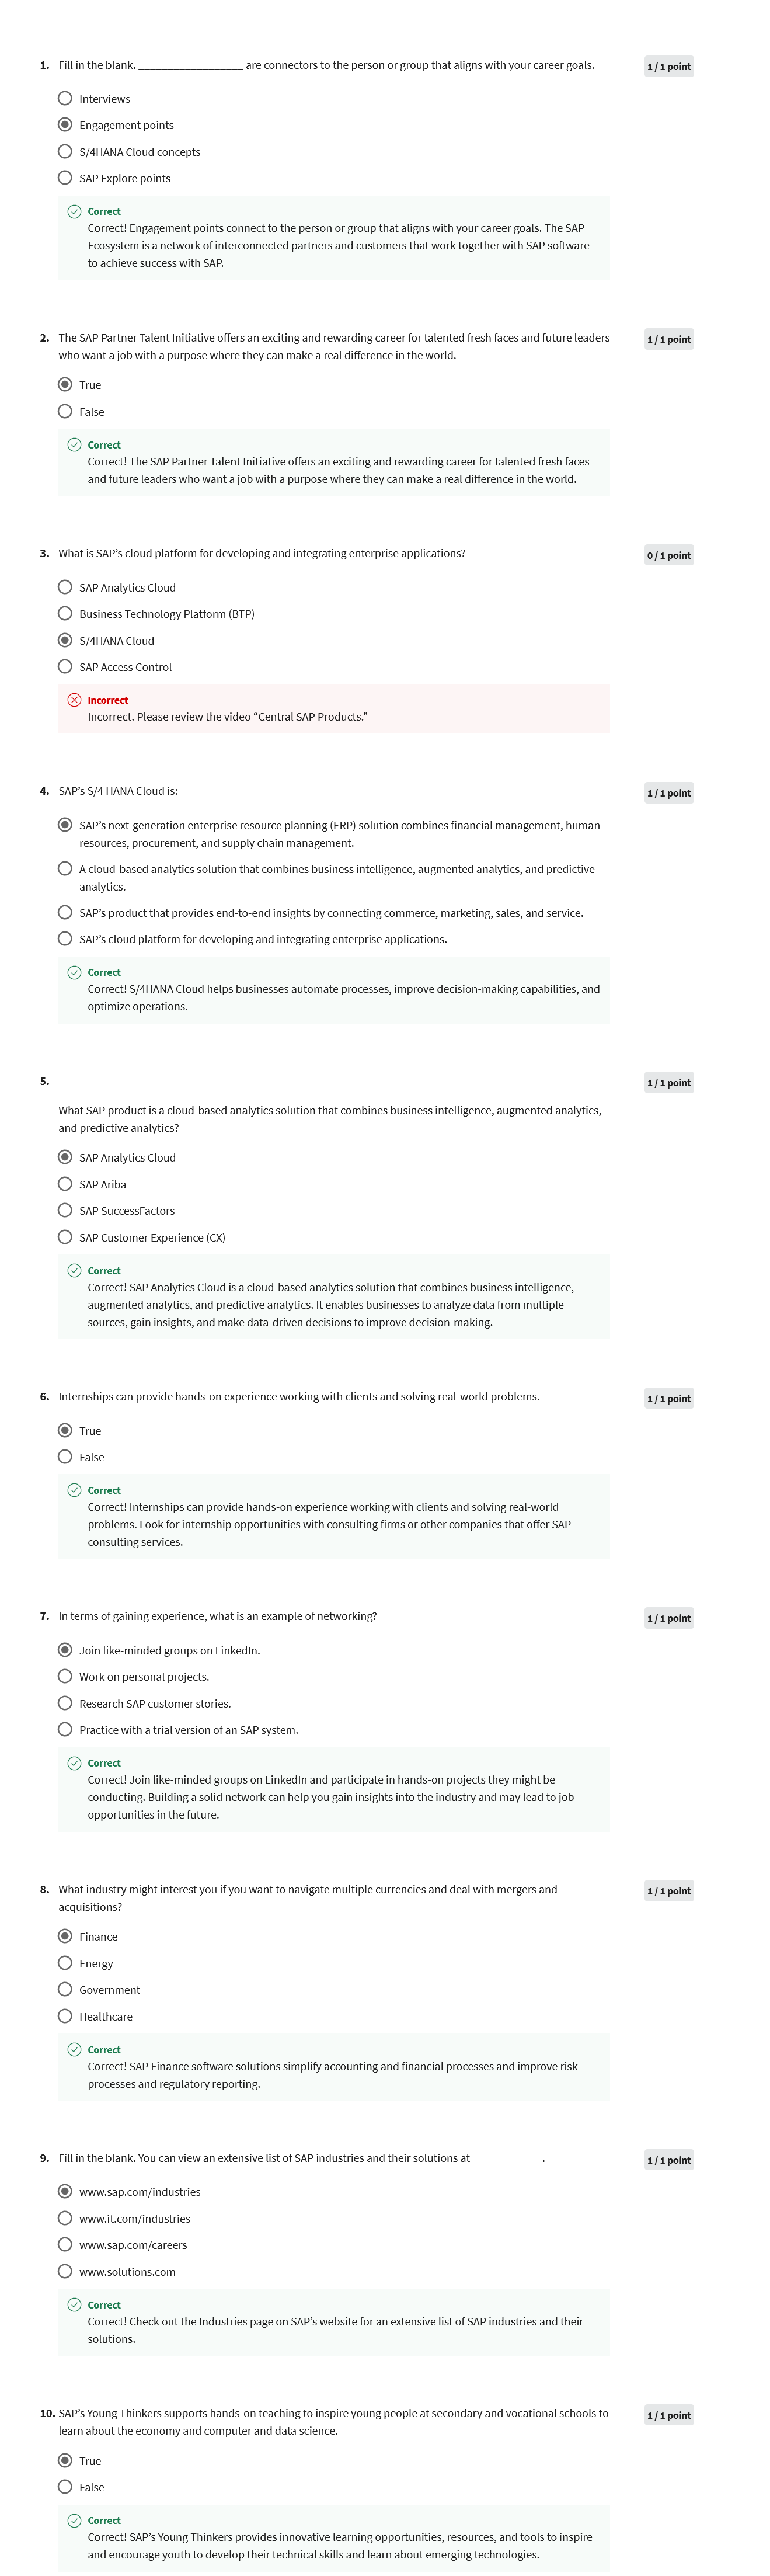 1. Fill in the blank. __________________ are connectors to the person or group that aligns with your career goals.
1 / 1 point
Interviews
Engagement points
S/4HANA Cloud concepts
SAP Explore points
Correct
Correct! Engagement points connect to the person or group that aligns with your career goals. The SAP
Ecosystem is a network of interconnected partners and customers that work together with SAP software
to achieve success with SAP.
2. The SAP Partner Talent Initiative offers an exciting and rewarding career for talented fresh faces and future leaders
who want a job with a purpose where they can make a real difference in the world.
1 / 1 point
True
False
Correct
Correct! The SAP Partner Talent Initiative offers an exciting and rewarding career for talented fresh faces
and future leaders who want a job with a purpose where they can make a real difference in the world.
3. What is SAP’s cloud platform for developing and integrating enterprise applications?
0 / 1 point
SAP Analytics Cloud
Business Technology Platform (BTP)
S/4HANA Cloud
SAP Access Control
Incorrect
Incorrect. Please review the video “Central SAP Products.”
4. SAP’s S/4 HANA Cloud is:
1 / 1 point
SAP’s next-generation enterprise resource planning (ERP) solution combines financial management, human
resources, procurement, and supply chain management.
A cloud-based analytics solution that combines business intelligence, augmented analytics, and predictive
analytics.
SAP’s product that provides end-to-end insights by connecting commerce, marketing, sales, and service.
SAP’s cloud platform for developing and integrating enterprise applications.
Correct
Correct! S/4HANA Cloud helps businesses automate processes, improve decision-making capabilities, and
optimize operations.
5.
1 / 1 point
What SAP product is a cloud-based analytics solution that combines business intelligence, augmented analytics,
and predictive analytics?
SAP Analytics Cloud
SAP Ariba
SAP SuccessFactors
SAP Customer Experience (CX)
Correct
Correct! SAP Analytics Cloud is a cloud-based analytics solution that combines business intelligence,
augmented analytics, and predictive analytics. It enables businesses to analyze data from multiple
sources, gain insights, and make data-driven decisions to improve decision-making.
6. Internships can provide hands-on experience working with clients and solving real-world problems.
1 / 1 point
True
False
Correct
Correct! Internships can provide hands-on experience working with clients and solving real-world
problems. Look for internship opportunities with consulting firms or other companies that offer SAP
consulting services.
7. In terms of gaining experience, what is an example of networking?
1 / 1 point
Join like-minded groups on LinkedIn.
Work on personal projects.
Research SAP customer stories.
Practice with a trial version of an SAP system.
Correct
Correct! Join like-minded groups on LinkedIn and participate in hands-on projects they might be
conducting. Building a solid network can help you gain insights into the industry and may lead to job
opportunities in the future.
8. What industry might interest you if you want to navigate multiple currencies and deal with mergers and
acquisitions?
1 / 1 point
Finance
Energy
Government
Healthcare
Correct
Correct! SAP Finance software solutions simplify accounting and financial processes and improve risk
processes and regulatory reporting.
9. Fill in the blank. You can view an extensive list of SAP industries and their solutions at ____________.
1 / 1 point
www.sap.com/industries
www.it.com/industries
www.sap.com/careers
www.solutions.com
Correct
Correct! Check out the Industries page on SAP’s website for an extensive list of SAP industries and their
solutions.
10. SAP’s Young Thinkers supports hands-on teaching to inspire young people at secondary and vocational schools to
learn about the economy and computer and data science.
1 / 1 point
True
False
Correct
Correct! SAP’s Young Thinkers provides innovative learning opportunities, resources, and tools to inspire
and encourage youth to develop their technical skills and learn about emerging technologies.